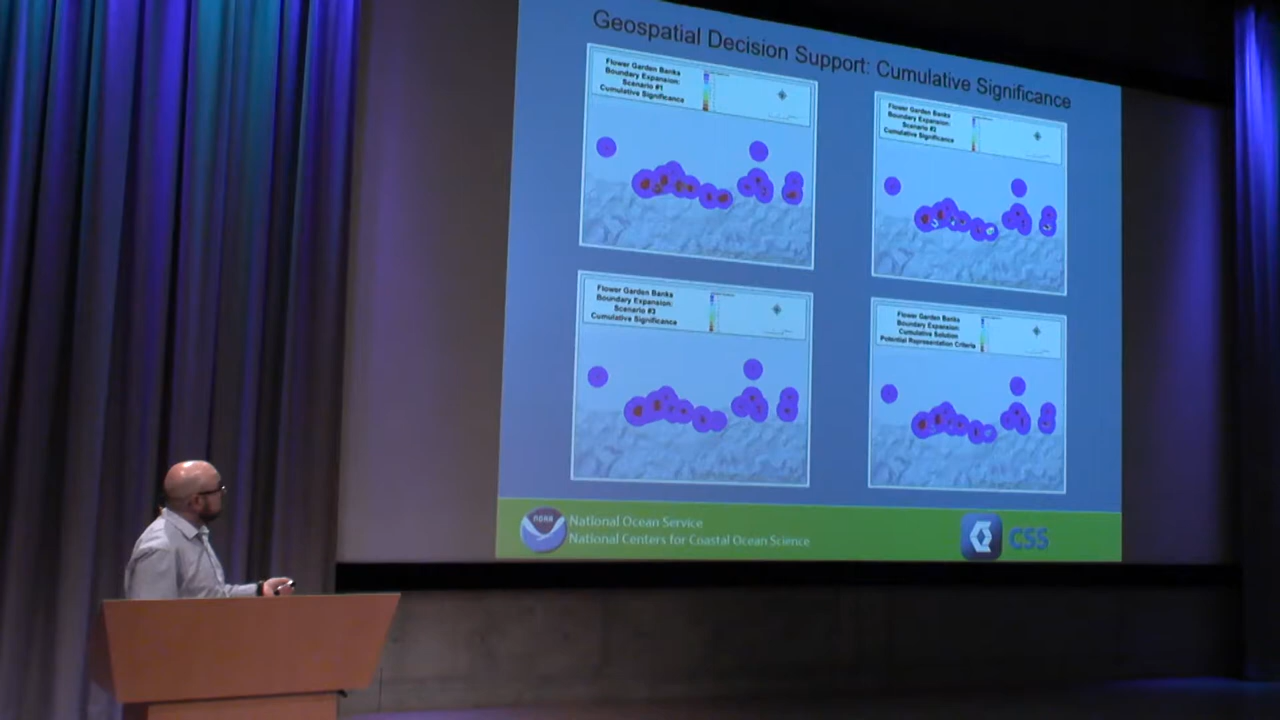 Geospatial Decision Support: Cumulative Significance
Flower Garden Banks
Boundary Expansion:
Scenario #1
Cumulative Significance
Flower Garden Banks
Boundary Expansion:
Scenario #2
Cumulative Significance
Flower Garden Banks
Boundary Expansion:
Scenario #3
Cumulative Significance
Flower Garden Banks
Boundary Expansion:
Cumulative Solution
Potential Representation Criteria
NOAA
National Ocean Service
National Centers for Coastal Ocean Science
CSS